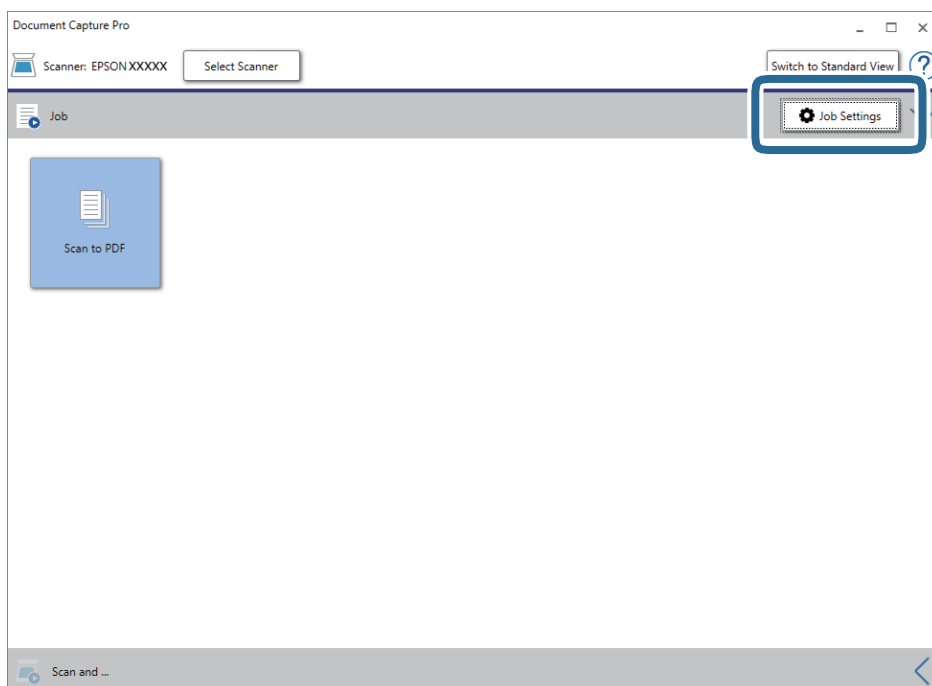 Document Capture Pro
Scanner: EPSON XXXXX Select Scanner Switch to Standard View ?
Job Job Settings
Scan to PDF
Scan and ...